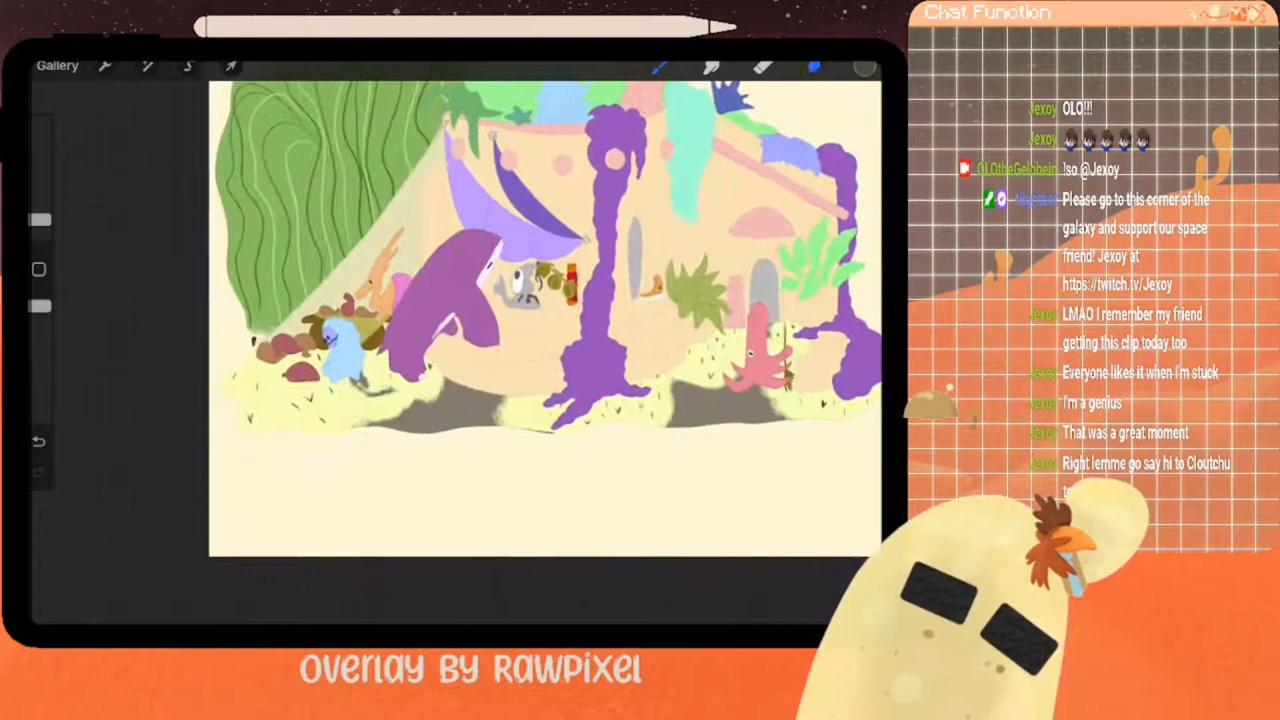 Chat Function
Gallery
Jexoy OLO!!!
Jexoy
OLOtheGelphein !so @Jexoy
Nightbot Please go to this corner of the
galaxy and support our space
friend! Jexoy at
https://twitch.tv/Jexoy
Jexoy LMAO I remember my friend
getting this clip today too
Jexoy Everyone likes it when I'm stuck
Jexoy I'm a genius
Jexoy That was a great moment
Jexoy Right lemme go say hi to Cloutchu
OVERLAY BY RAWPIXEL